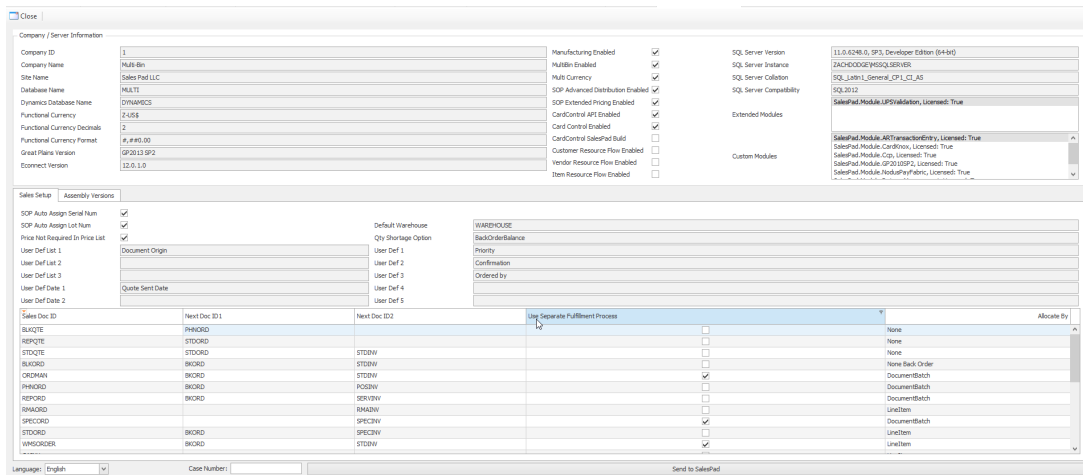 Close
Company / Server Information
Company ID 1 Manufacturing Enabled SQL Server Version 11.0.6248.0, SP3, Developer Edition (64-bit)
Company Name Multi-Bin MultiBin Enabled SQL Server Instance ZACHDODGE\MSSQLSERVER
Site Name Sales Pad LLC Multi Currency SQL Server Collation SQL_Latin1_General_CP1_CI_AS
Database Name MULTI SOP Advanced Distribution Enabled SQL Server Compatibility SQL2012
Dynamics Database Name DYNAMICS SOP Extended Pricing Enabled SalesPad.Module.UPSValidation, Licensed: True
Functional Currency Z-US$ CardControl API Enabled Extended Modules
Functional Currency Decimals 2 Card Control Enabled
Functional Currency Format #,##0.00 CardControl SalesPad Build SalesPad.Module.ARTransactionEntry, Licensed: True
Great Plains Version GP2013 SP2 Customer Resource Flow Enabled SalesPad.Module.CardKnox, Licensed: True
Econnect Version 12.0.1.0 Vendor Resource Flow Enabled Custom Modules SalesPad.Module.Ccp, Licensed: True
SalesPad.Module.GP2010SP2, Licensed: True
Item Resource Flow Enabled SalesPad.Module.NodusPayFabric, Licensed: True
Sales Setup Assembly Versions
SOP Auto Assign Serial Num
SOP Auto Assign Lot Num Default Warehouse WAREHOUSE
Price Not Required In Price List Qty Shortage Option BackOrderBalance
User Def List 1 Document Origin User Def 1 Priority
User Def List 2 User Def 2 Confirmation
User Def List 3 User Def 3 Ordered by
User Def Date 1 Quote Sent Date User Def 4
User Def Date 2 User Def 5
Sales Doc ID Next Doc ID1 Next Doc ID2 Use Separate Fulfillment Process Allocate By
BLKQTE PHNORD None
REPQTE STDORD None
STDQTE STDORD STDINV None
BLKORD BKORD STDINV None Back Order
ORDMAN BKORD STDINV DocumentBatch
PHNORD BKORD POSINV DocumentBatch
REPORD BKORD SERVINV DocumentBatch
RMAORD RMAINV LineItem
SPECORD SPECINV DocumentBatch
STDORD BKORD SPECINV LineItem
WMSORDER BKORD STDINV LineItem
Language: English Case Number: Send to SalesPad